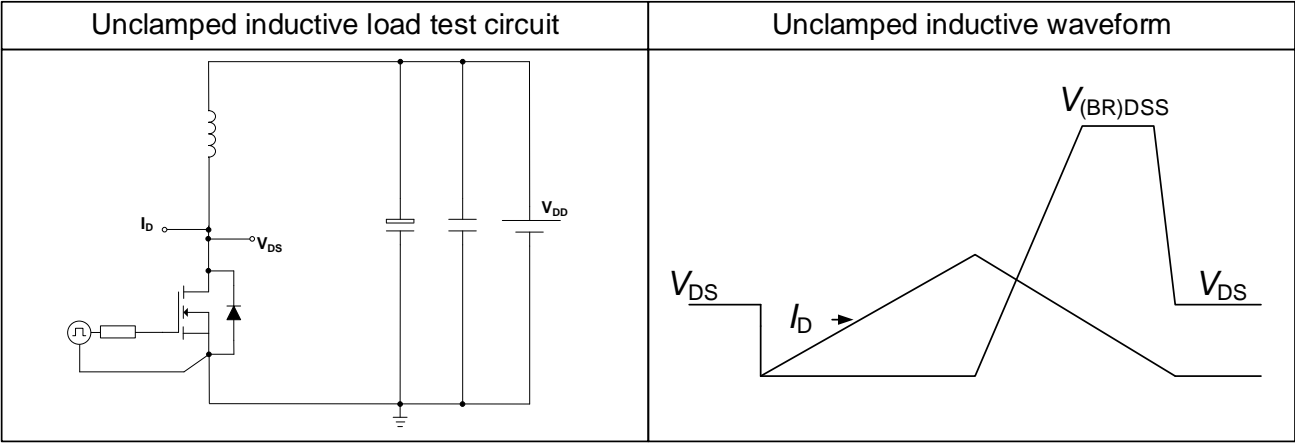 Unclamped inductive load test circuit
Unclamped inductive waveform
V(BR)DSS
VDD
ID
VDS
VDS
ID
VDS